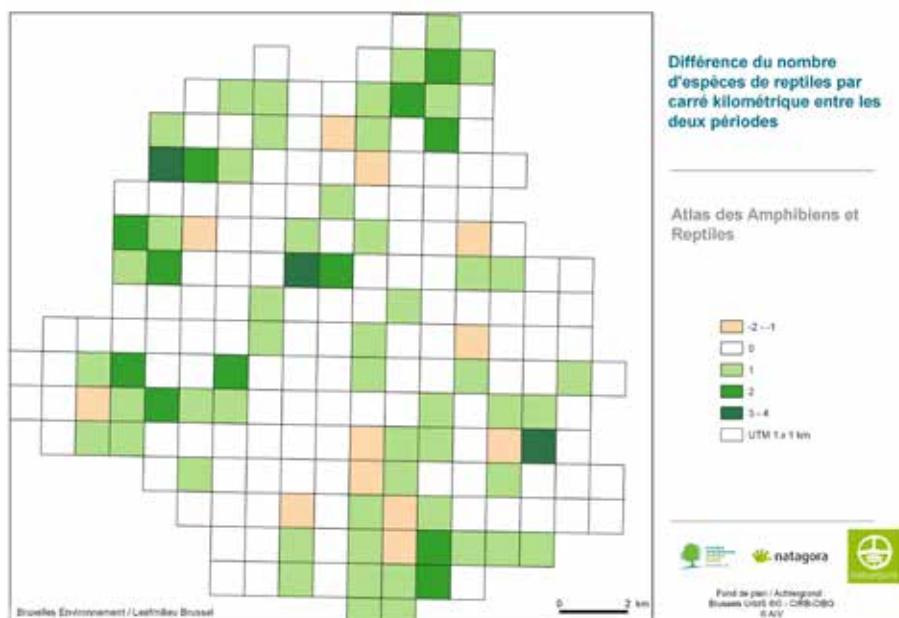 Différence du nombre
d'espèces de reptiles par
carré kilométrique entre les
deux périodes
Atlas des Amphibiens et
Reptiles
-2 - -1
0
1
2
3 - 4
UTM 1 x 1 km
natagora
Fond de plan / Achtergrond
Bruxelles Environnement / Leefmilieu Brussel
0 2 km